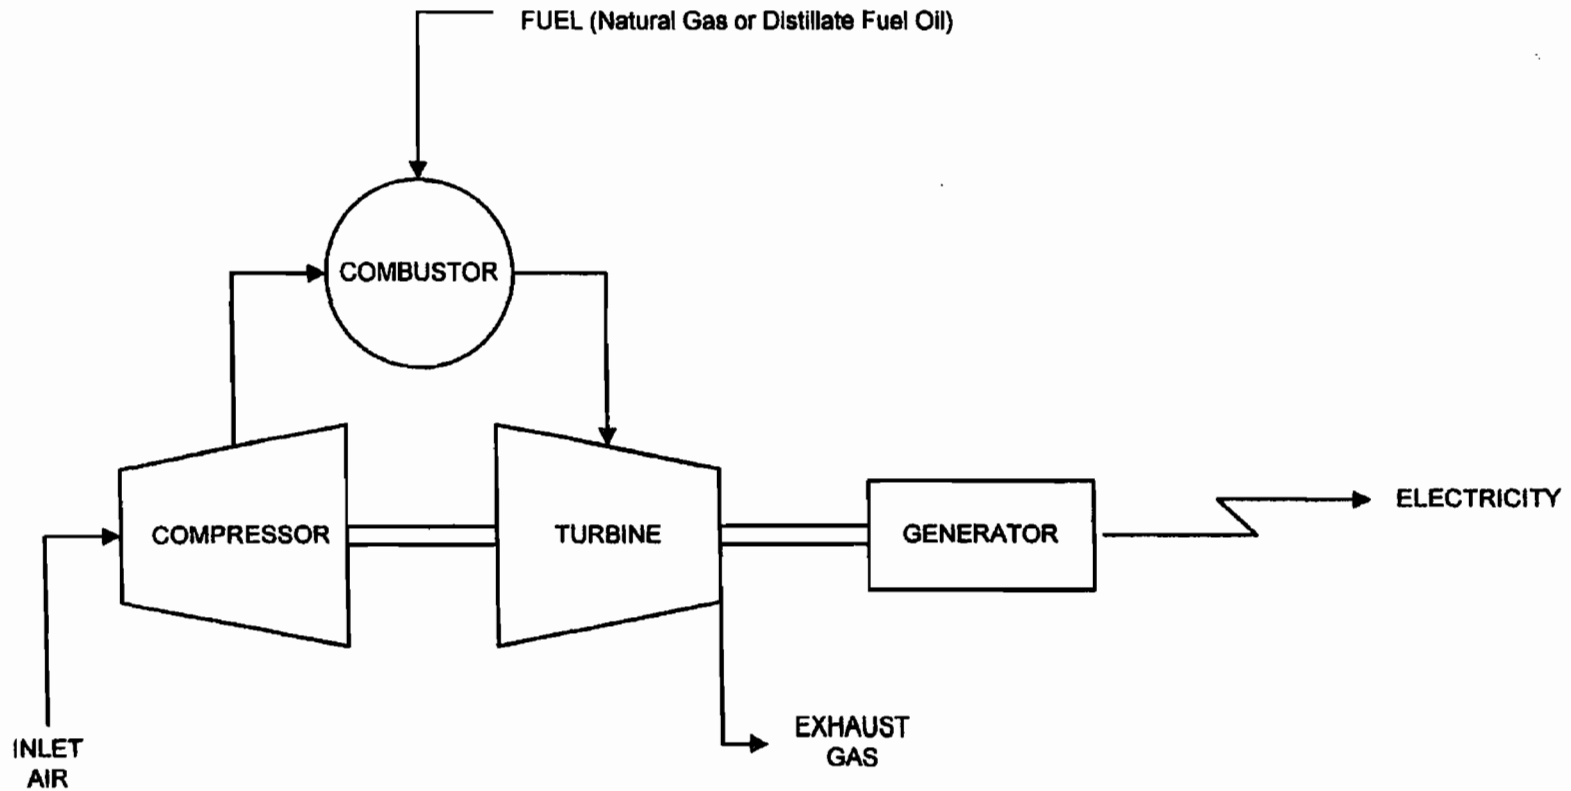 FUEL (Natural Gas or Distillate Fuel Oil)
COMBUSTOR
COMPRESSOR
TURBINE
GENERATOR
ELECTRICITY
INLET
AIR
EXHAUST
GAS